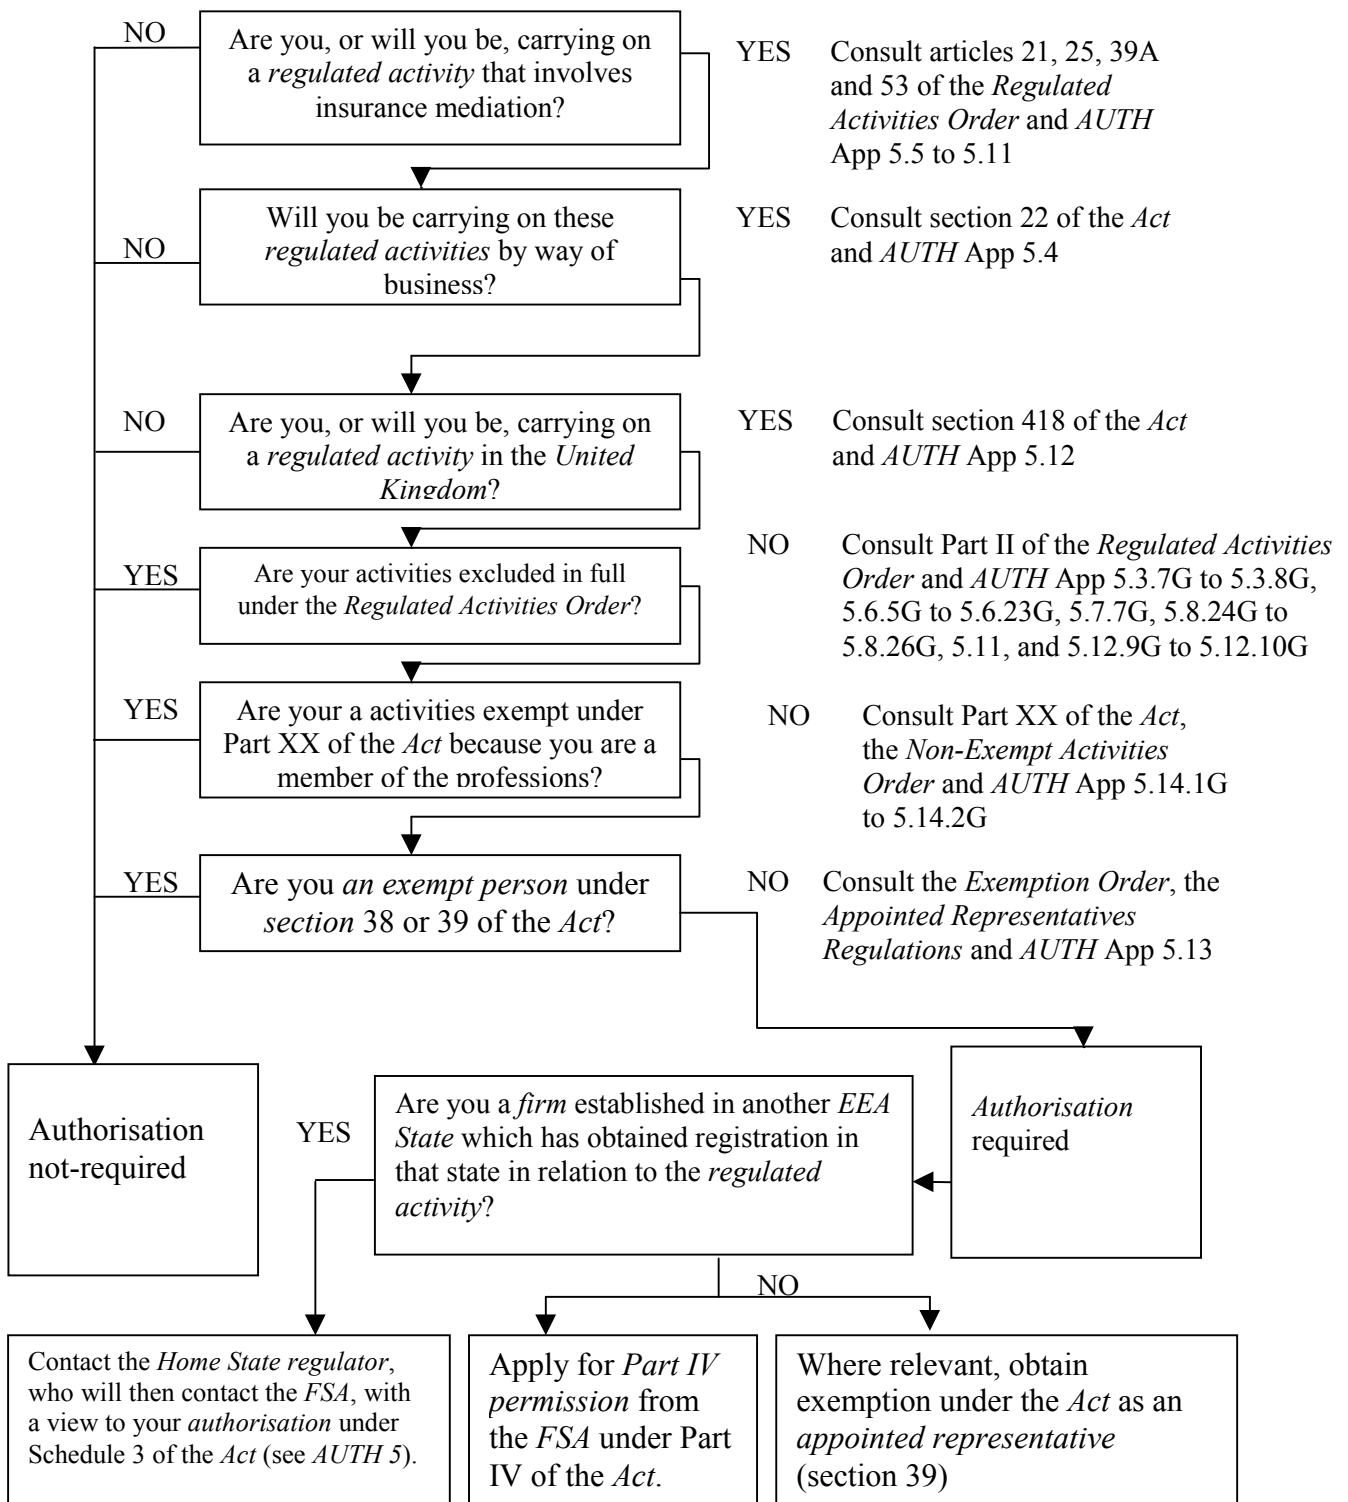 NO
Are you, or will you be, carrying on
a regulated activity that involves
insurance mediation?
YES
Consult articles 21, 25, 39A
and 53 of the Regulated
Activities Order and AUTH
App 5.5 to 5.11
NO
Will you be carrying on these
regulated activities by way of
business?
YES
Consult section 22 of the Act
and AUTH App 5.4
NO
Are you, or will you be, carrying on
a regulated activity in the United
Kingdom?
YES
Consult section 418 of the Act
and AUTH App 5.12
YES
Are your activities excluded in full
under the Regulated Activities Order?
NO
Consult Part II of the Regulated Activities
Order and AUTH App 5.3.7G to 5.3.8G,
5.6.5G to 5.6.23G, 5.7.7G, 5.8.24G to
5.8.26G, 5.11, and 5.12.9G to 5.12.10G
YES
Are your a activities exempt under
Part XX of the Act because you are a
member of the professions?
NO
Consult Part XX of the Act,
the Non-Exempt Activities
Order and AUTH App 5.14.1G
to 5.14.2G
YES
Are you an exempt person under
section 38 or 39 of the Act?
NO
Consult the Exemption Order, the
Appointed Representatives
Regulations and AUTH App 5.13
Authorisation
not-required
YES
Are you a firm established in another EEA
State which has obtained registration in
that state in relation to the regulated
activity?
Authorisation
required
NO
Contact the Home State regulator,
who will then contact the FSA, with
a view to your authorisation under
Schedule 3 of the Act (see AUTH 5).
Apply for Part IV
permission from
the FSA under Part
IV of the Act.
Where relevant, obtain
exemption under the Act as an
appointed representative
(section 39)